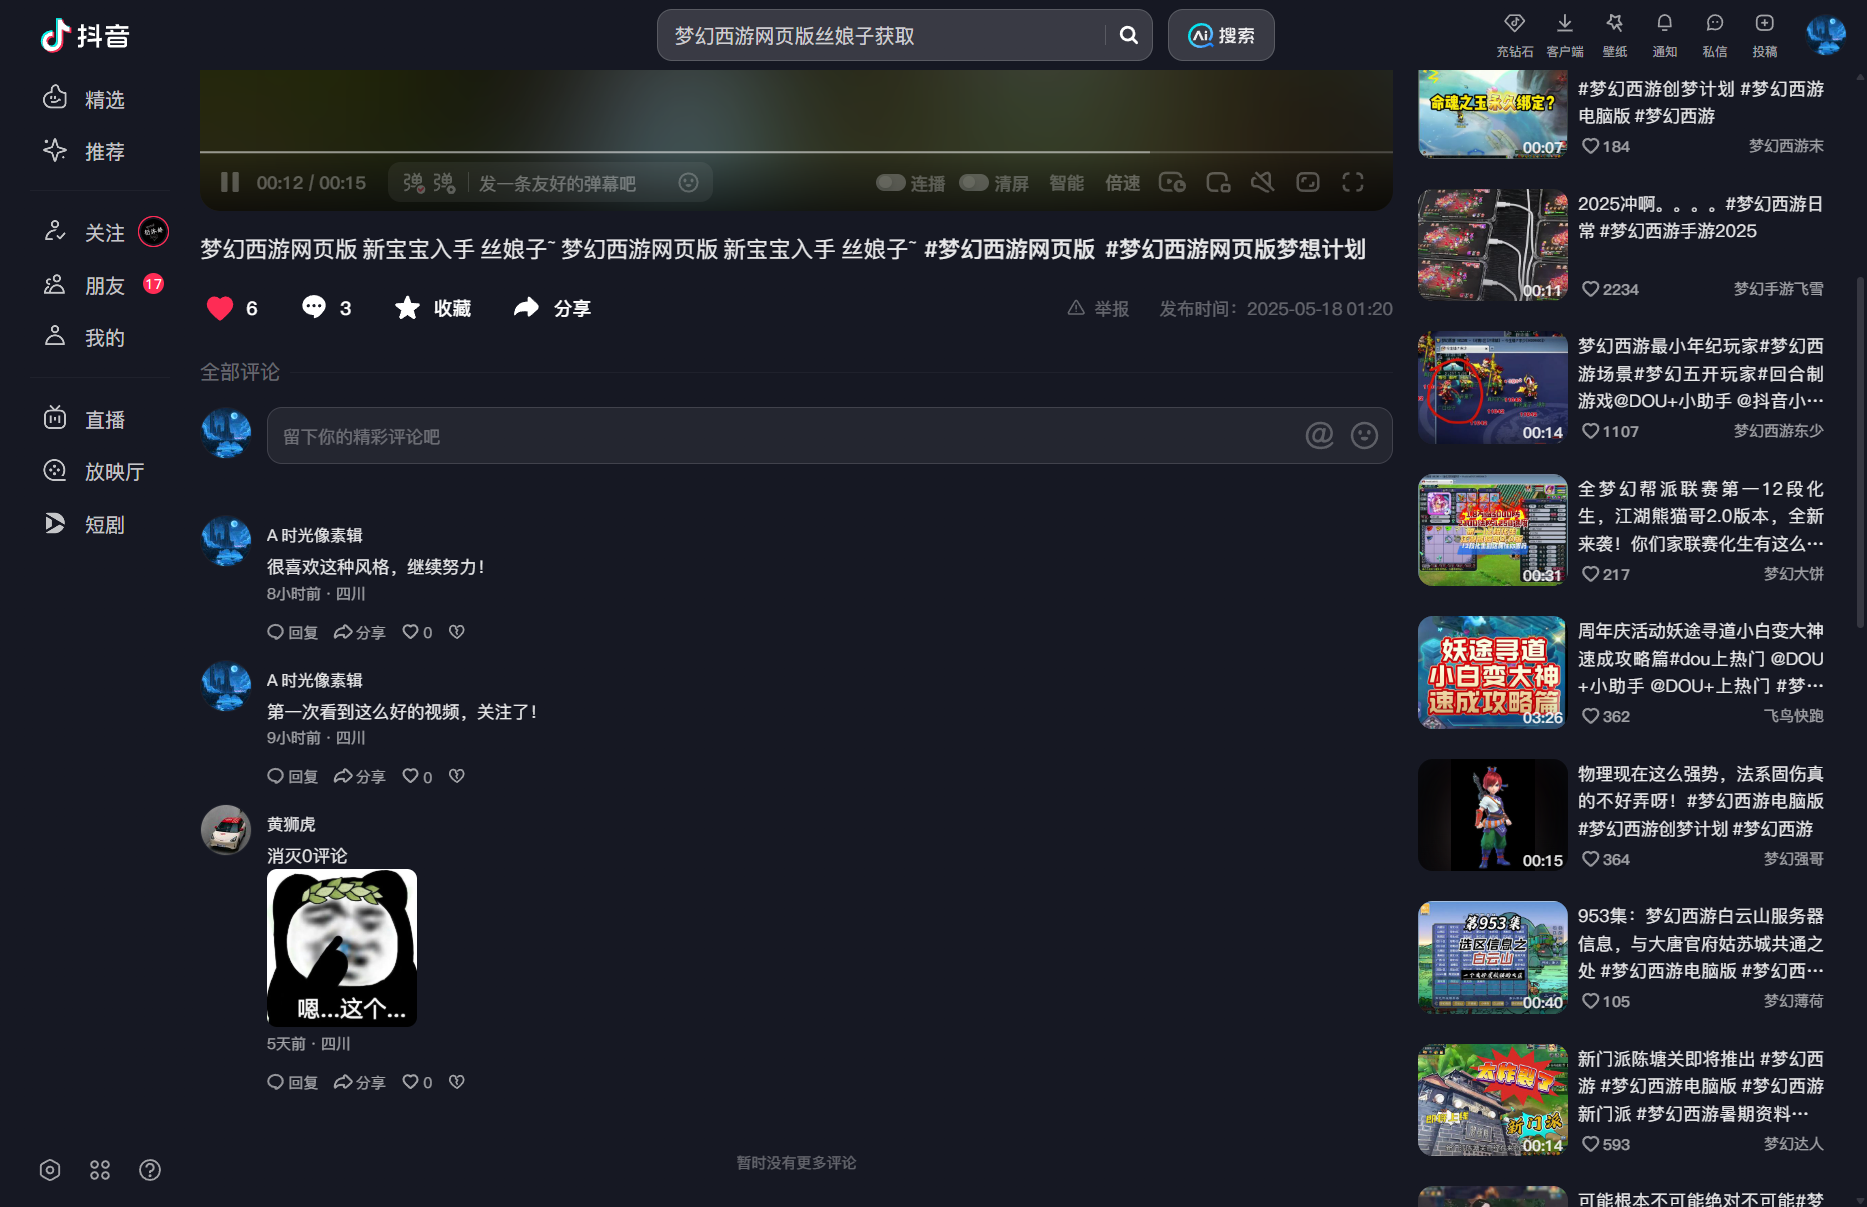 抖音
梦幻西游网页版丝娘子获取
搜索
充钻石
客户端
壁纸
通知
私信
投稿
精选
推荐
关注
朋友
17
我的
直播
放映厅
短剧
00:12 / 00:15
弹
弹
发一条友好的弹幕吧
连播
清屏
智能
倍速
梦幻西游网页版 新宝宝入手 丝娘子~ 梦幻西游网页版 新宝宝入手 丝娘子~ #梦幻西游网页版 #梦幻西游网页版梦想计划
6
3
收藏
分享
举报
发布时间：2025-05-18 01:20
全部评论
留下你的精彩评论吧
A 时光像素辑
很喜欢这种风格，继续努力！
8小时前 · 四川
回复
分享
0
A 时光像素辑
第一次看到这么好的视频，关注了！
9小时前 · 四川
回复
分享
0
黄狮虎
消灭0评论
嗯...这个...
5天前 · 四川
回复
分享
0
暂时没有更多评论
命魂之玉永久绑定?
00:07
#梦幻西游创梦计划 #梦幻西游
电脑版 #梦幻西游
184
梦幻西游末
00:11
2025冲啊。。。。#梦幻西游日
常 #梦幻西游手游2025
2234
梦幻手游飞雪
00:14
梦幻西游最小年纪玩家#梦幻西
游场景#梦幻五开玩家#回合制
游戏@DOU+小助手 @抖音小…
1107
梦幻西游东少
00:31
全梦幻帮派联赛第一12段化
生，江湖熊猫哥2.0版本，全新
来袭！你们家联赛化生有这么…
217
梦幻大饼
妖途寻道
小白变大神
速成攻略篇
03:26
周年庆活动妖途寻道小白变大神
速成攻略篇#dou上热门 @DOU
+小助手 @DOU+上热门 #梦…
362
飞鸟快跑
00:15
物理现在这么强势，法系固伤真
的不好弄呀！#梦幻西游电脑版
#梦幻西游创梦计划 #梦幻西游
364
梦幻强哥
第953集
选区信息之
白云山
00:40
953集：梦幻西游白云山服务器
信息，与大唐官府姑苏城共通之
处 #梦幻西游电脑版 #梦幻西…
105
梦幻薄荷
太炸裂了
即将上线
新门派
00:14
新门派陈塘关即将推出 #梦幻西
游 #梦幻西游电脑版 #梦幻西游
新门派 #梦幻西游暑期资料…
593
梦幻达人
可能根本不可能绝对不可能#梦